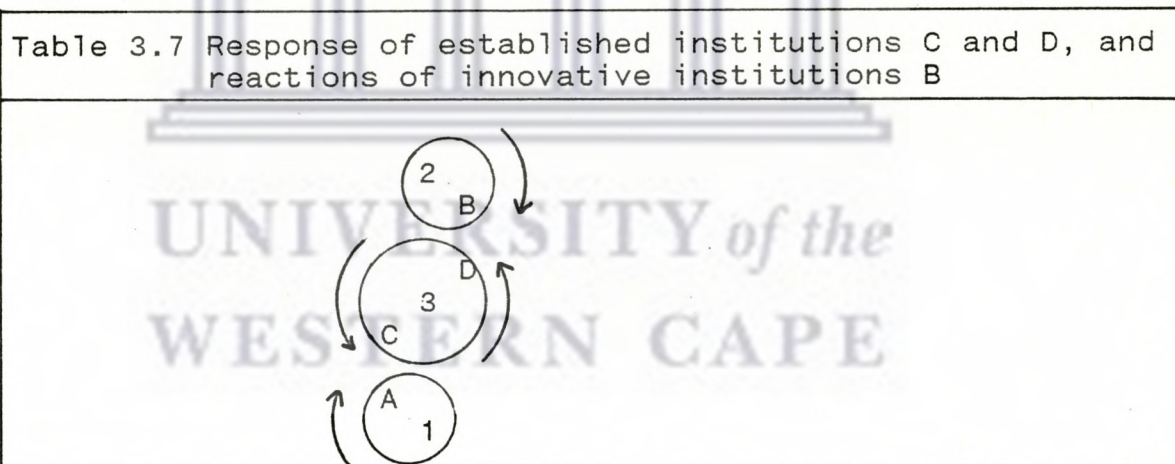 Table 3.7 Response of established institutions C and D, and
reactions of innovative institutions B
2
B
UNIVERSITY of the
D
3
C
WESTERN CAPE
A
1